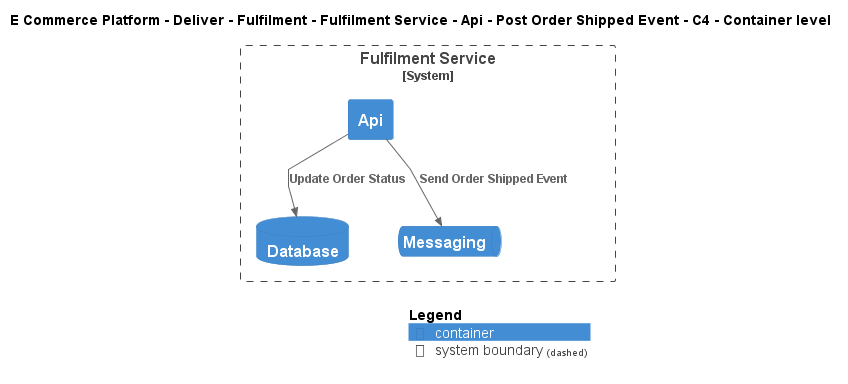 E Commerce Platform - Deliver - Fulfilment - Fulfilment Service - Api - Post Order Shipped Event - C4 - Container level
Fulfilment Service
[System]
Api
Update Order Status
Send Order Shipped Event
Database
Messaging
Legend
container
system boundary (dashed)